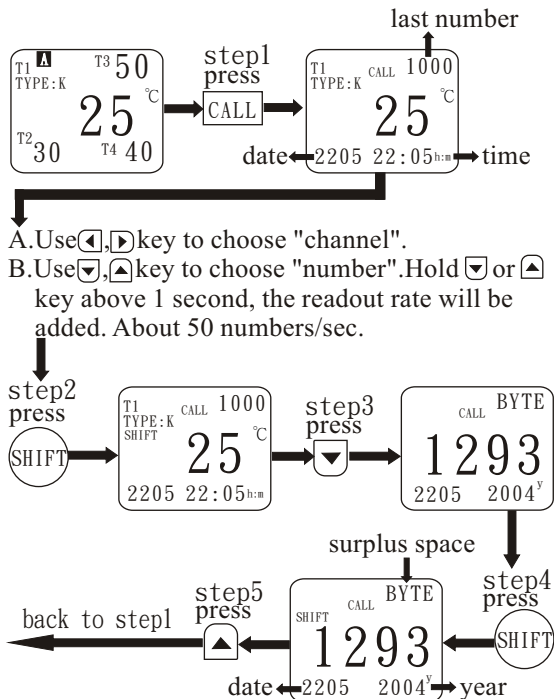 last number
T1 A T3 50
TYPE:K
25 ℃
T2 30 T4 40
step1
press
CALL
T1 CALL 1000
TYPE:K
25 ℃
date 2205 22:05 h:m time
A.Use ◀,▶ key to choose "channel".
B.Use ▼,▲ key to choose "number".Hold ▼ or ▲
key above 1 second, the readout rate will be
added. About 50 numbers/sec.
step2
press
SHIFT
T1 CALL 1000
TYPE:K
SHIFT
25 ℃
2205 22:05 h:m
step3
press
▼
CALL BYTE
1293
2205 2004 y
step4
press
SHIFT
surplus space
SHIFT CALL BYTE
1293
date 2205 2004 y year
step5
press
▲
back to step1